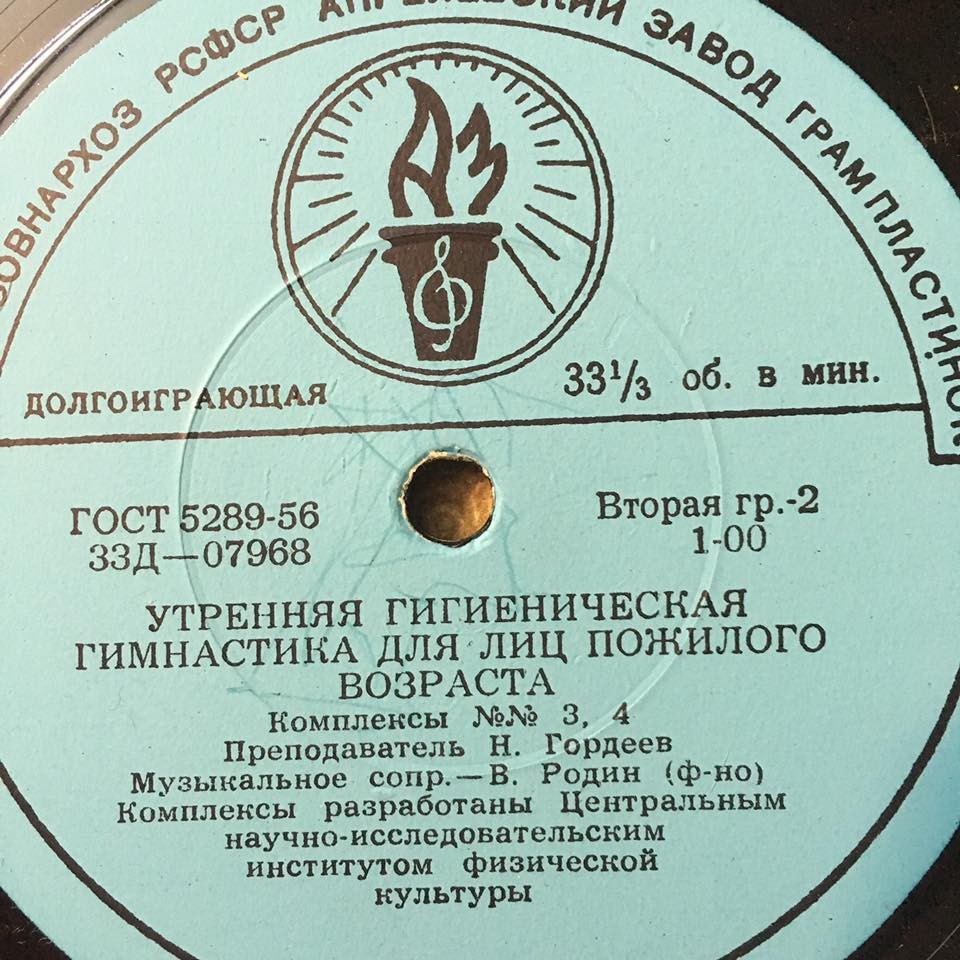 СОВНАРХОЗ РСФСР АПРЕЛЕВСКИЙ ЗАВОД ГРАМПЛАСТИНОК
АЗ
ДОЛГОИГРАЮЩАЯ
33⅓ об. в мин.
ГОСТ 5289-56
33Д—07968
Вторая гр.-2
1-00
УТРЕННЯЯ ГИГИЕНИЧЕСКАЯ
ГИМНАСТИКА ДЛЯ ЛИЦ ПОЖИЛОГО
ВОЗРАСТА
Комплексы №№ 3, 4
Преподаватель Н. Гордеев
Музыкальное сопр.—В. Родин (ф-но)
Комплексы разработаны Центральным
научно-исследовательским
институтом физической
культуры